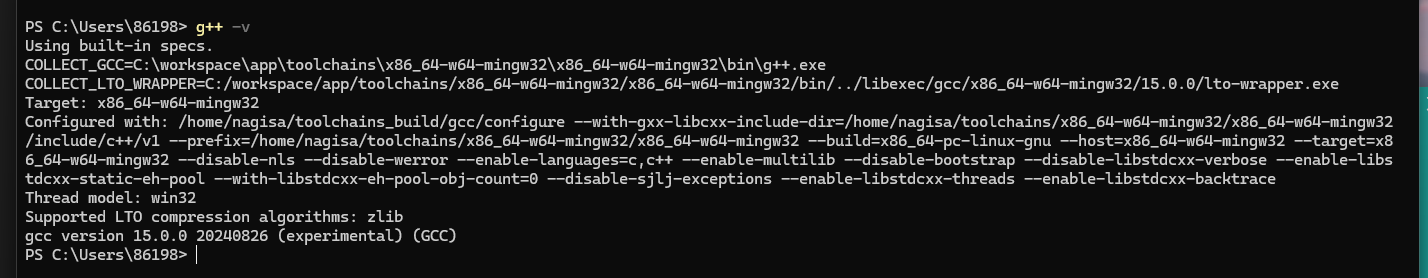 PS C:\Users\86198> g++ -v
Using built-in specs.
COLLECT_GCC=C:\workspace\app\toolchains\x86_64-w64-mingw32\x86_64-w64-mingw32\bin\g++.exe
COLLECT_LTO_WRAPPER=C:/workspace/app/toolchains/x86_64-w64-mingw32/x86_64-w64-mingw32/bin/../libexec/gcc/x86_64-w64-mingw32/15.0.0/lto-wrapper.exe
Target: x86_64-w64-mingw32
Configured with: /home/nagisa/toolchains_build/gcc/configure --with-gxx-libcxx-include-dir=/home/nagisa/toolchains/x86_64-w64-mingw32/x86_64-w64-mingw32
/include/c++/v1 --prefix=/home/nagisa/toolchains/x86_64-w64-mingw32/x86_64-w64-mingw32 --build=x86_64-pc-linux-gnu --host=x86_64-w64-mingw32 --target=x8
6_64-w64-mingw32 --disable-nls --disable-werror --enable-languages=c,c++ --enable-multilib --disable-bootstrap --disable-libstdcxx-verbose --enable-libs
tdcxx-static-eh-pool --with-libstdcxx-eh-pool-obj-count=0 --disable-sjlj-exceptions --enable-libstdcxx-threads --enable-libstdcxx-backtrace
Thread model: win32
Supported LTO compression algorithms: zlib
gcc version 15.0.0 20240826 (experimental) (GCC)
PS C:\Users\86198>